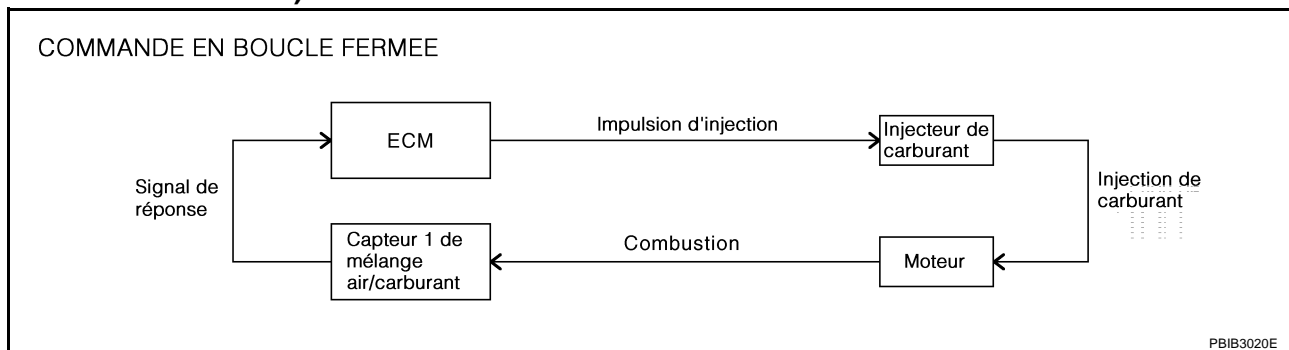 COMMANDE EN BOUCLE FERMEE
ECM
Impulsion d'injection
Injecteur de
carburant
Signal de
réponse
Injection de
carburant
Capteur 1 de
mélange
air/carburant
Combustion
Moteur
PBIB3020E